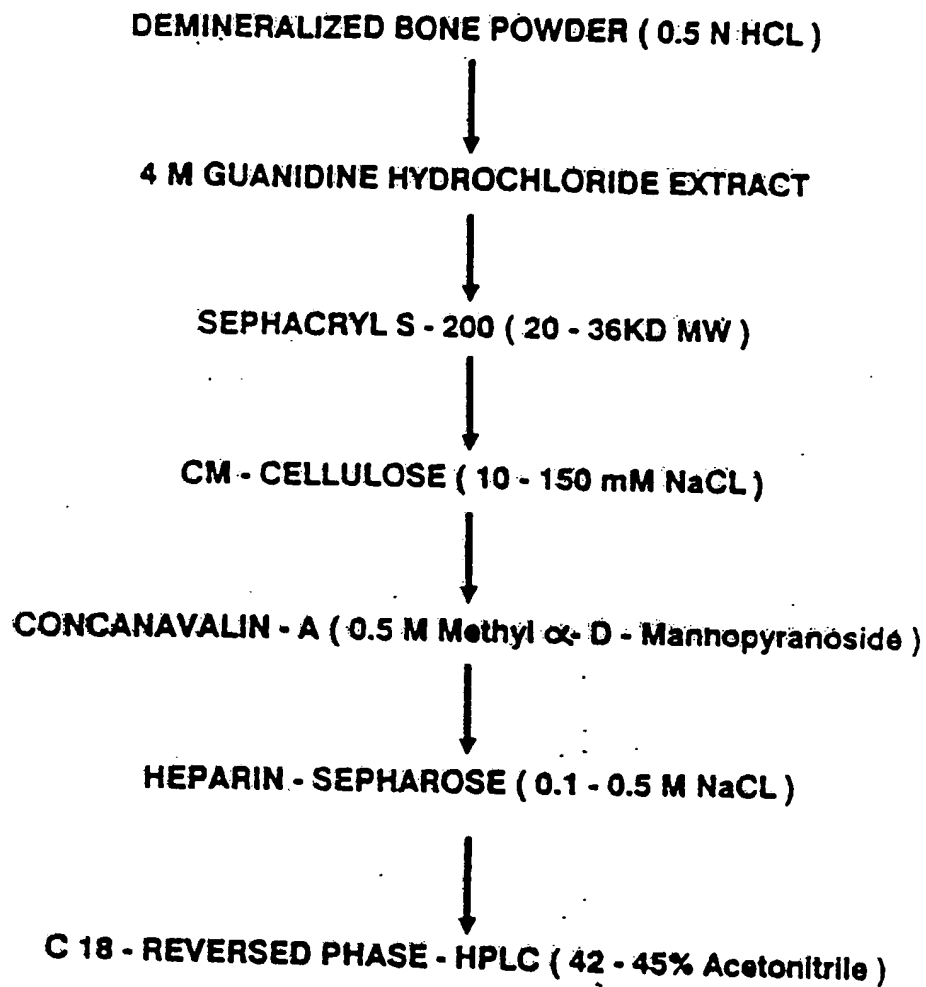 DEMINERALIZED BONE POWDER ( 0.5 N HCL )
4 M GUANIDINE HYDROCHLORIDE EXTRACT
SEPHACRYL S - 200 ( 20 - 36KD MW )
CM - CELLULOSE ( 10 - 150 mM NaCL )
CONCANAVALIN - A ( 0.5 M Methyl α- D - Mannopyranoside )
HEPARIN - SEPHAROSE ( 0.1 - 0.5 M NaCL )
C 18 - REVERSED PHASE - HPLC ( 42 - 45% Acetonitrile )